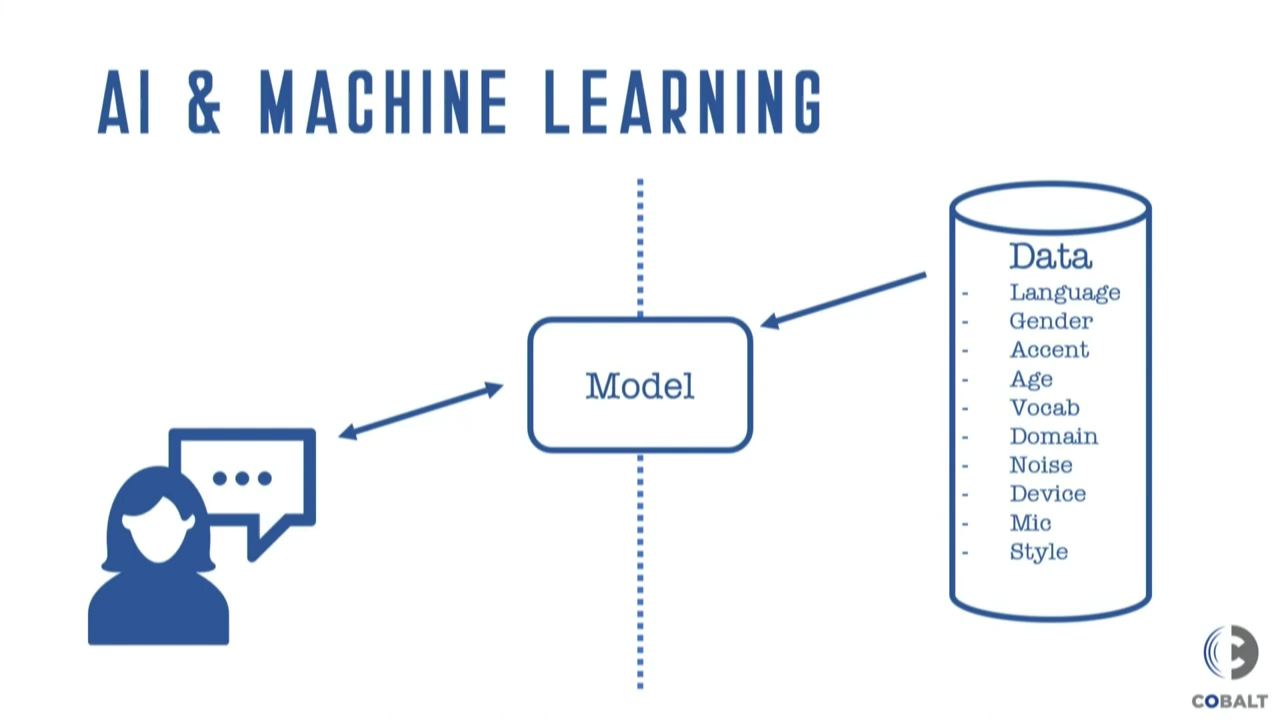 AI & MACHINE LEARNING
Data
- Language
- Gender
- Accent
- Age
- Vocab
- Domain
- Noise
- Device
- Mic
- Style
Model
COBALT